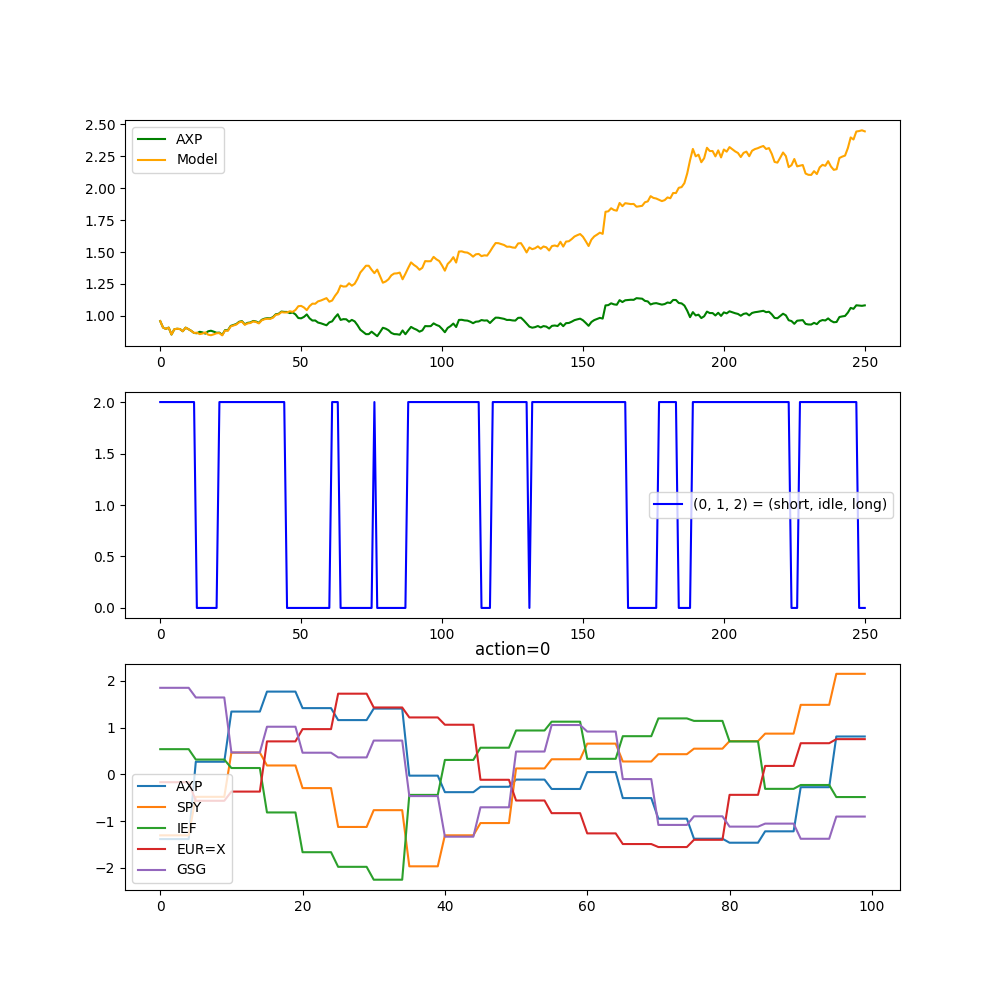 2.50
2.25
2.00
1.75
1.50
1.25
1.00
AXP
Model
0 50 100 150 200 250
2.0
1.5
1.0
0.5
0.0
(0, 1, 2) = (short, idle, long)
0 50 100 150 200 250
action=0
2
1
0
−1
−2
AXP
SPY
IEF
EUR=X
GSG
0 20 40 60 80 100